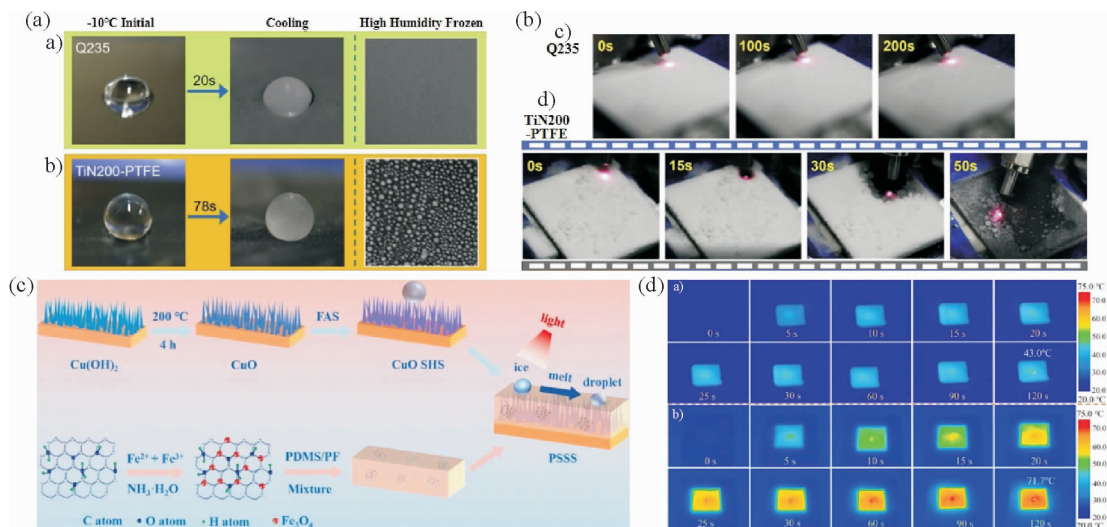 (a)
-10℃ Initial Cooling High Humidity Frozen
a)
Q235
20s
b)
TiN200-PTFE
78s
(b)
c)
Q235
0s 100s 200s
d)
TiN200
-PTFE
0s 15s 30s 50s
(c)
200 ℃
4 h
FAS
Cu(OH)₂ CuO CuO SHS
light
ice melt droplet
PSSS
Fe²⁺ + Fe³⁺
NH₃·H₂O
PDMS/PF
Mixture
C atom O atom H atom Fe₃O₄
(d)
a)
0 s 5 s 10 s 15 s 20 s
43.0℃
25 s 30 s 60 s 90 s 120 s
75.0 ℃
70.0
60.0
50.0
40.0
30.0
20.0
20.0 ℃
b)
0 s 5 s 10 s 15 s 20 s
71.7℃
25 s 30 s 60 s 90 s 120 s
75.0 ℃
70.0
60.0
50.0
40.0
30.0
20.0
20.0 ℃